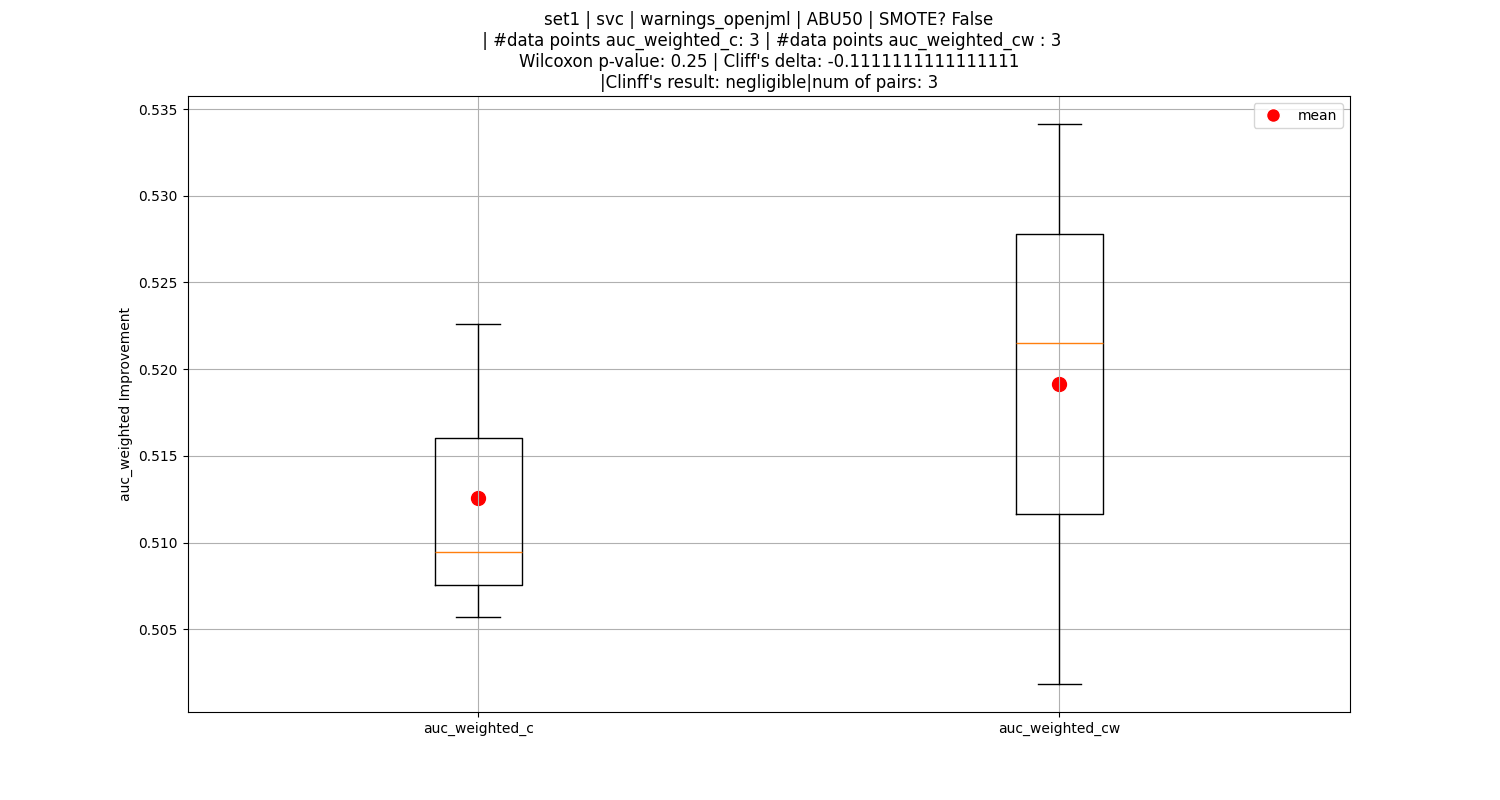 set1 | svc | warnings_openjml | ABU50 | SMOTE? False
| #data points auc_weighted_c: 3 | #data points auc_weighted_cw : 3
Wilcoxon p-value: 0.25 | Cliff's delta: -0.1111111111111111
|Clinff's result: negligible|num of pairs: 3
mean
0.535
0.530
0.525
0.520
0.515
0.510
0.505
auc_weighted Improvement
auc_weighted_c
auc_weighted_cw